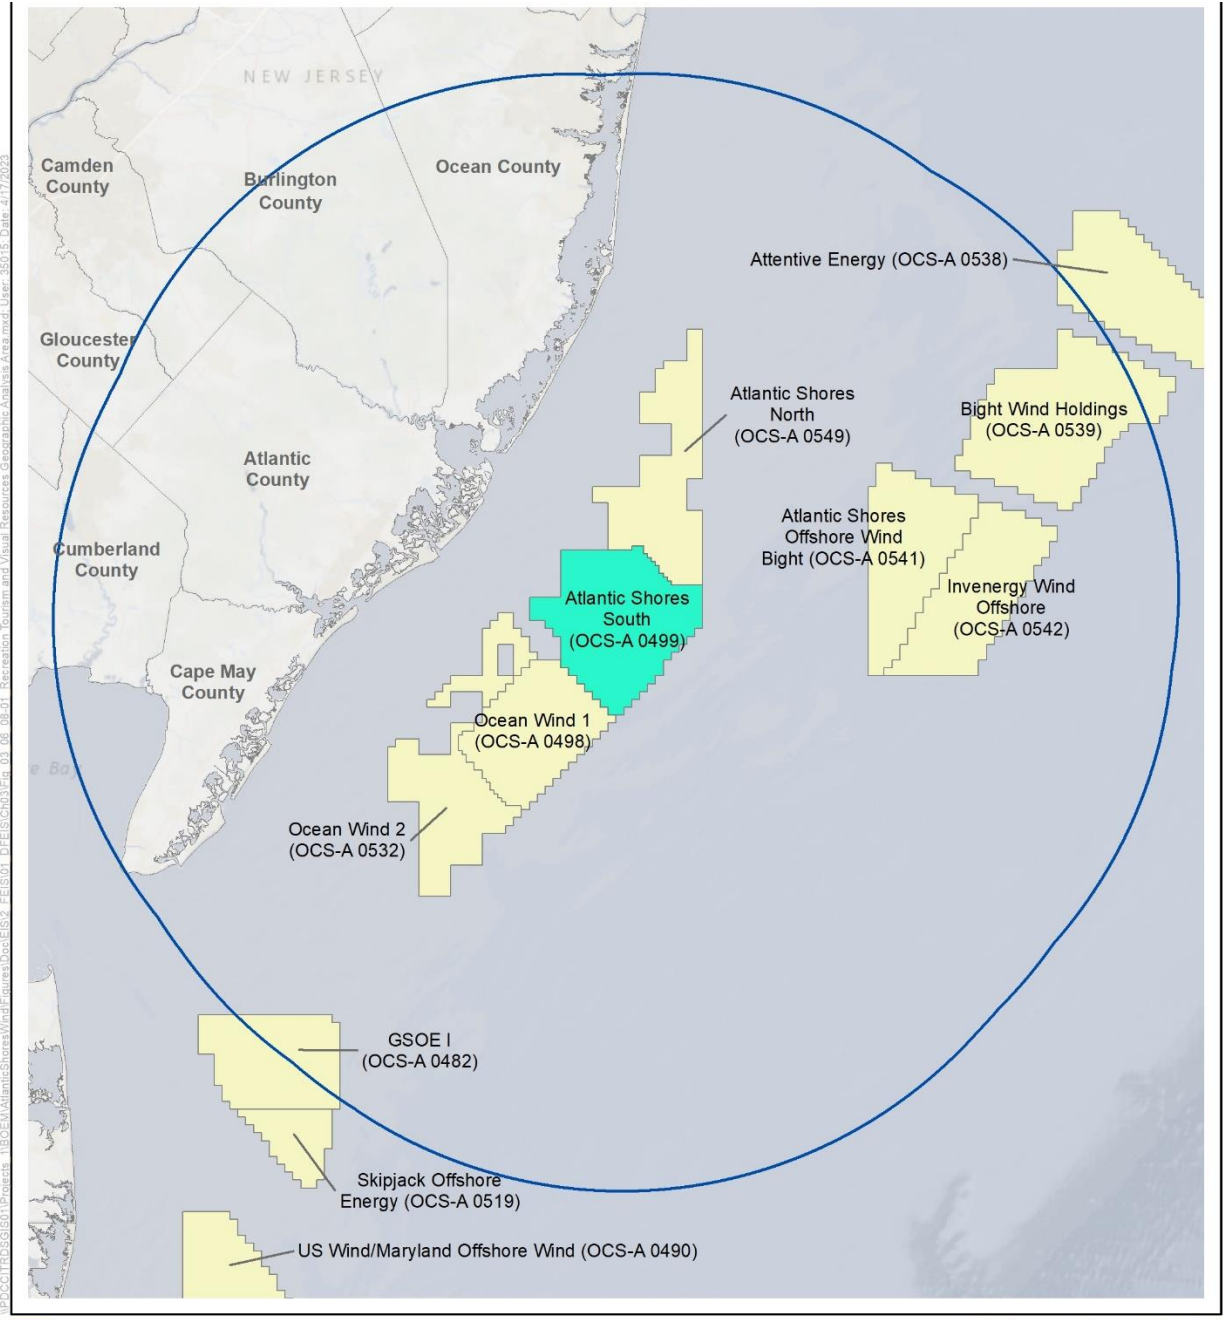 NEW JERSEY
Camden
County
Burlington
County
Ocean County
Attentive Energy (OCS-A 0538)
Gloucester
County
Atlantic Shores
North
(OCS-A 0549)
Bight Wind Holdings
(OCS-A 0539)
Atlantic
County
Atlantic Shores
Offshore Wind
Bight (OCS-A 0541)
Cumberland
County
Invenergy Wind
Offshore
(OCS-A 0542)
Atlantic Shores
South
(OCS-A 0499)
Cape May
County
Ocean Wind 1
(OCS-A 0498)
e Bay
Ocean Wind 2
(OCS-A 0532)
GSOE I
(OCS-A 0482)
Skipjack Offshore
Energy (OCS-A 0519)
US Wind/Maryland Offshore Wind (OCS-A 0490)